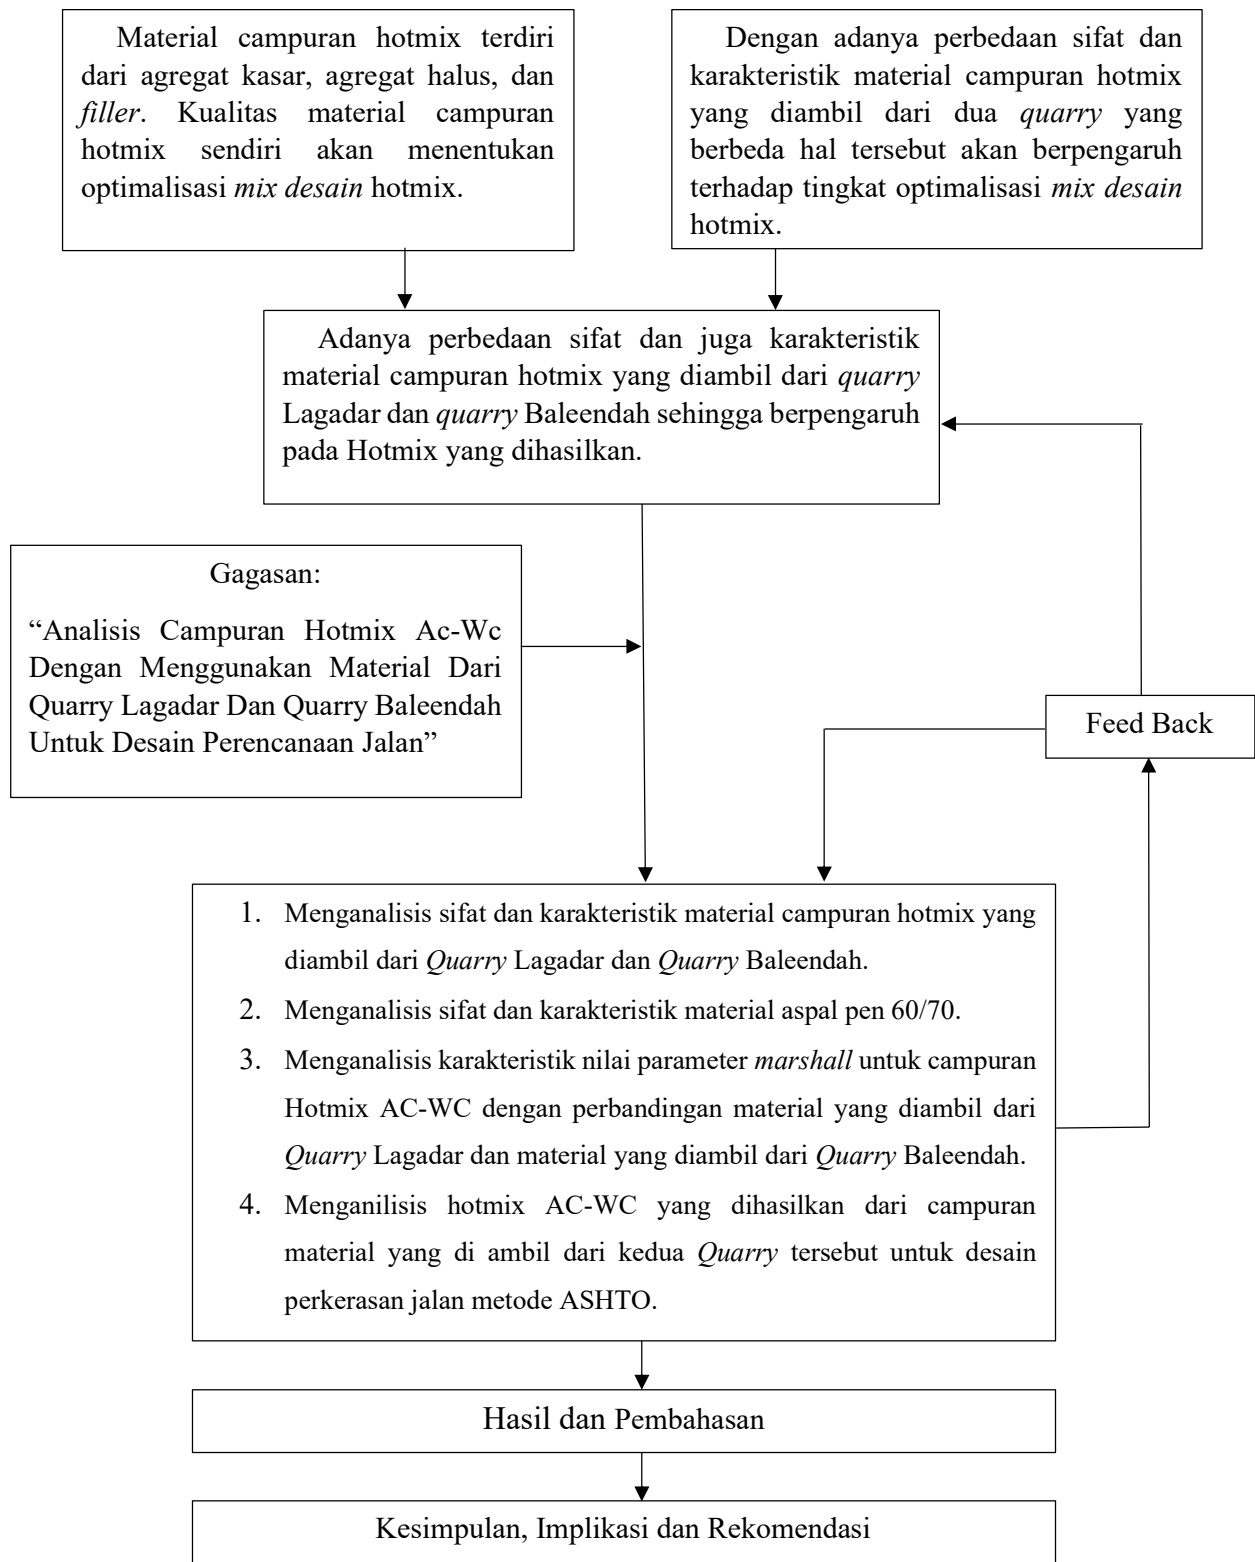 Material campuran hotmix terdiri
dari agregat kasar, agregat halus, dan
filler. Kualitas material campuran
hotmix sendiri akan menentukan
optimalisasi mix desain hotmix.
Dengan adanya perbedaan sifat dan
karakteristik material campuran hotmix
yang diambil dari dua quarry yang
berbeda hal tersebut akan berpengaruh
terhadap tingkat optimalisasi mix desain
hotmix.
Adanya perbedaan sifat dan juga karakteristik
material campuran hotmix yang diambil dari quarry
Lagadar dan quarry Baleendah sehingga berpengaruh
pada Hotmix yang dihasilkan.
Gagasan:
“Analisis Campuran Hotmix Ac-Wc
Dengan Menggunakan Material Dari
Quarry Lagadar Dan Quarry Baleendah
Untuk Desain Perencanaan Jalan”
Feed Back
1. Menganalisis sifat dan karakteristik material campuran hotmix yang
diambil dari Quarry Lagadar dan Quarry Baleendah.
2. Menganalisis sifat dan karakteristik material aspal pen 60/70.
3. Menganalisis karakteristik nilai parameter marshall untuk campuran
Hotmix AC-WC dengan perbandingan material yang diambil dari
Quarry Lagadar dan material yang diambil dari Quarry Baleendah.
4. Menganilisis hotmix AC-WC yang dihasilkan dari campuran
material yang di ambil dari kedua Quarry tersebut untuk desain
perkerasan jalan metode ASHTO.
Hasil dan Pembahasan
Kesimpulan, Implikasi dan Rekomendasi